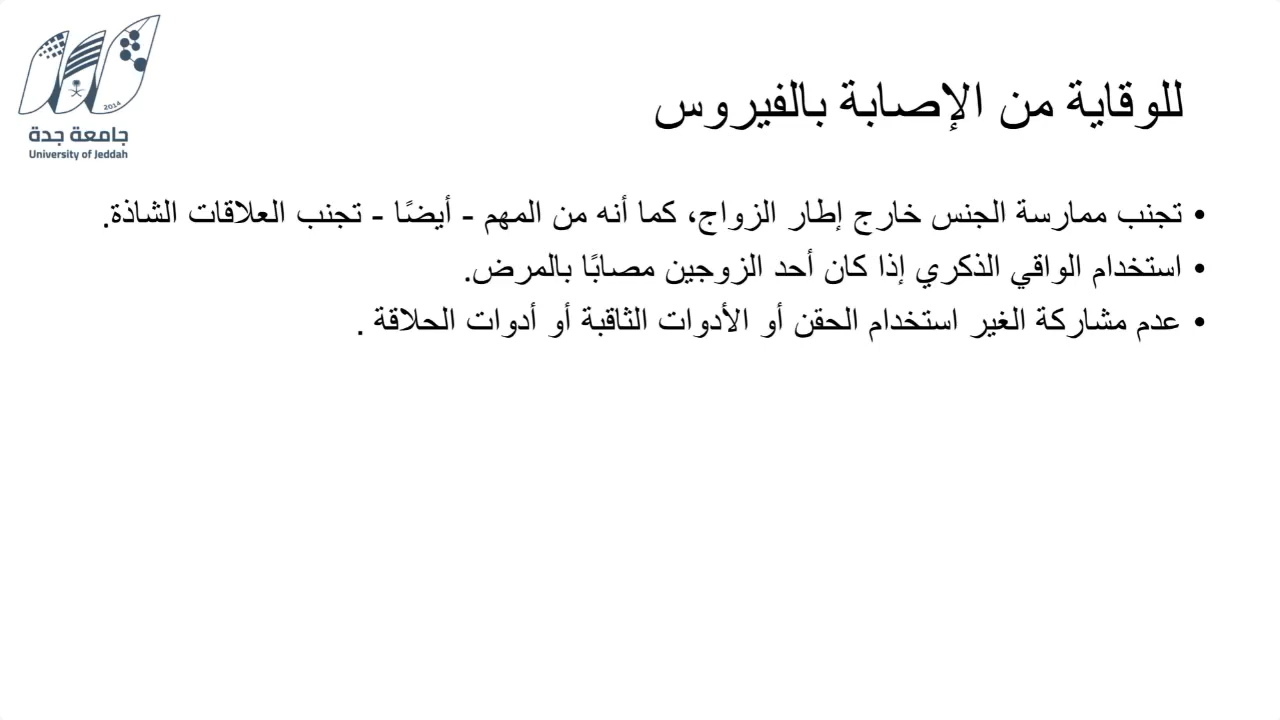 2014
جامعة جدة
University of Jeddah
للوقاية من الإصابة بالفيروس
• تجنب ممارسة الجنس خارج إطار الزواج، كما أنه من المهم - أيضًا - تجنب العلاقات الشاذة.
• استخدام الواقي الذكري إذا كان أحد الزوجين مصابًا بالمرض.
• عدم مشاركة الغير استخدام الحقن أو الأدوات الثاقبة أو أدوات الحلاقة .